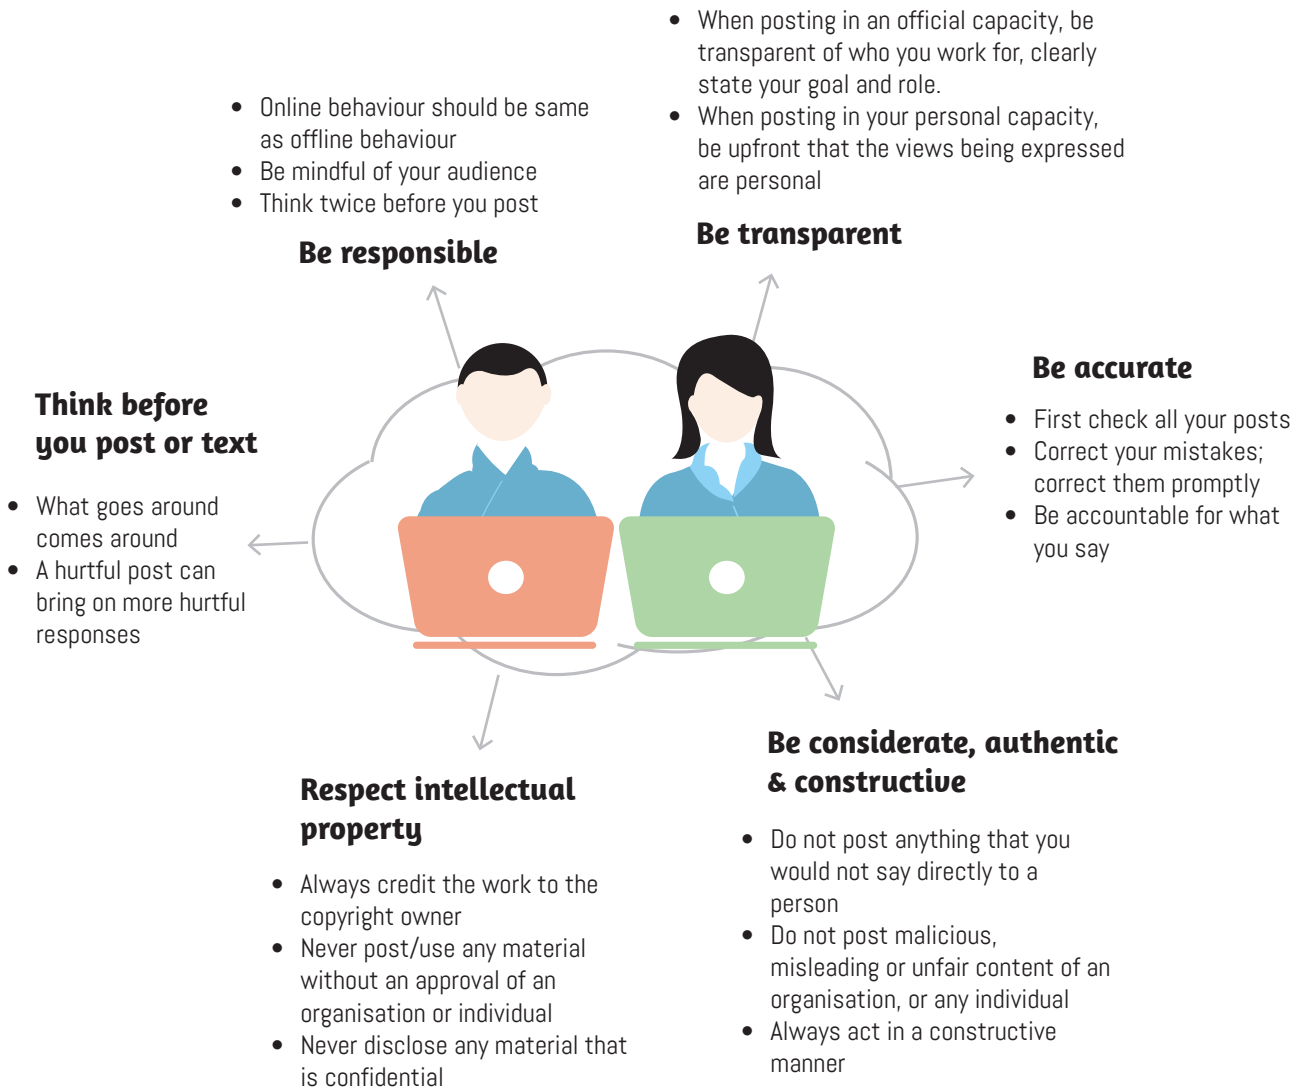 • When posting in an official capacity, be
transparent of who you work for, clearly
state your goal and role.
• When posting in your personal capacity,
be upfront that the views being expressed
are personal
Be transparent
• Online behaviour should be same
as offline behaviour
• Be mindful of your audience
• Think twice before you post
Be responsible
Be accurate
• First check all your posts
• Correct your mistakes;
correct them promptly
• Be accountable for what
you say
Think before
you post or text
• What goes around
comes around
• A hurtful post can
bring on more hurtful
responses
Be considerate, authentic
& constructive
• Do not post anything that you
would not say directly to a
person
• Do not post malicious,
misleading or unfair content of an
organisation, or any individual
• Always act in a constructive
manner
Respect intellectual
property
• Always credit the work to the
copyright owner
• Never post/use any material
without an approval of an
organisation or individual
• Never disclose any material that
is confidential